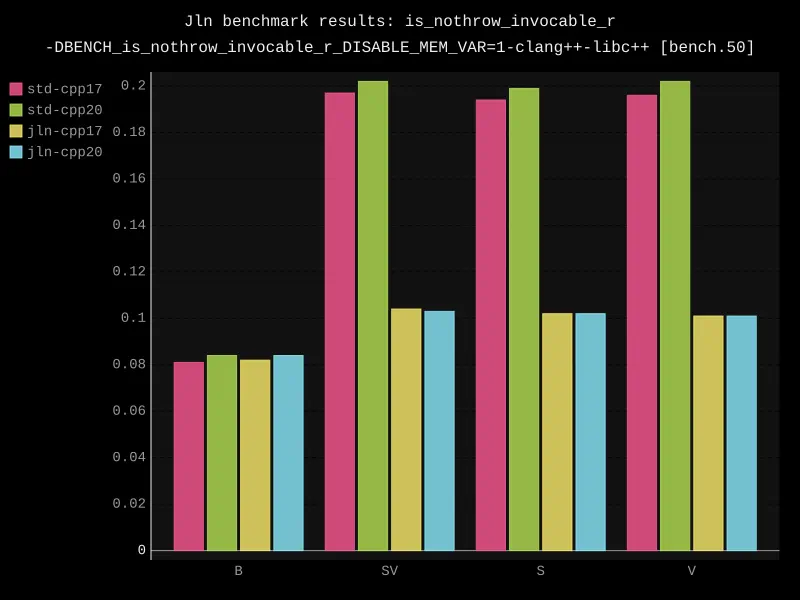 Jln benchmark results: is_nothrow_invocable_r
-DBENCH_is_nothrow_invocable_r_DISABLE_MEM_VAR=1-clang++-libc++ [bench.50]
std-cpp17
std-cpp20
jln-cpp17
jln-cpp20
0.2
0.18
0.16
0.14
0.12
0.1
0.08
0.06
0.04
0.02
0
B SV S V